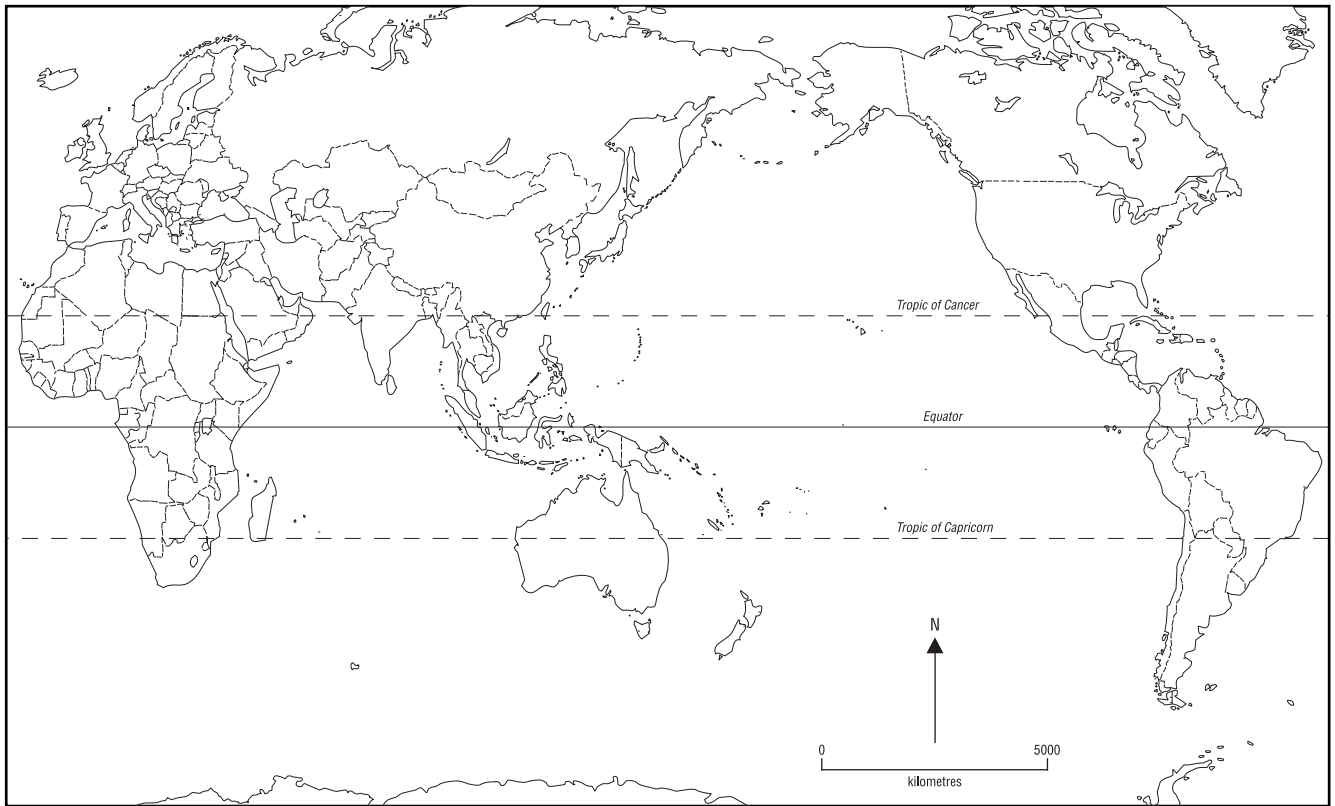 Tropic of Cancer
Equator
Tropic of Capricorn
N
0 5000
kilometres